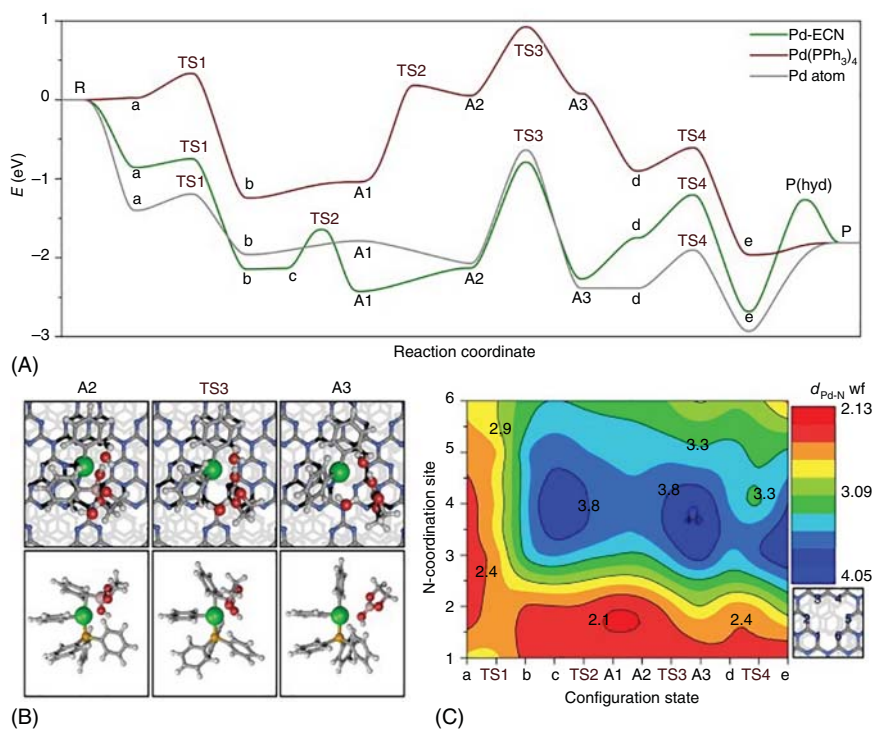 1
0
−1
−2
−3
E (eV)
Pd-ECN
Pd(PPh3)4
Pd atom
R
a
TS1
a
TS1
a
TS1
b
b
b
c
TS2
A1
A1
A1
TS2
A2
A2
TS3
TS3
A3
A3
d
d
d
TS4
TS4
TS4
e
e
P(hyd)
P
Reaction coordinate
(A)
A2
TS3
A3
(B)
6
5
4
3
2
1
N-coordination site
2.9
3.3
3.8
3.8
3.3
2.4
2.1
2.4
a
TS1
b
c
TS2
A1
A2
TS3
A3
d
TS4
e
Configuration state
dPd-N wf
2.13
3.09
4.05
3
4
2
5
(C)